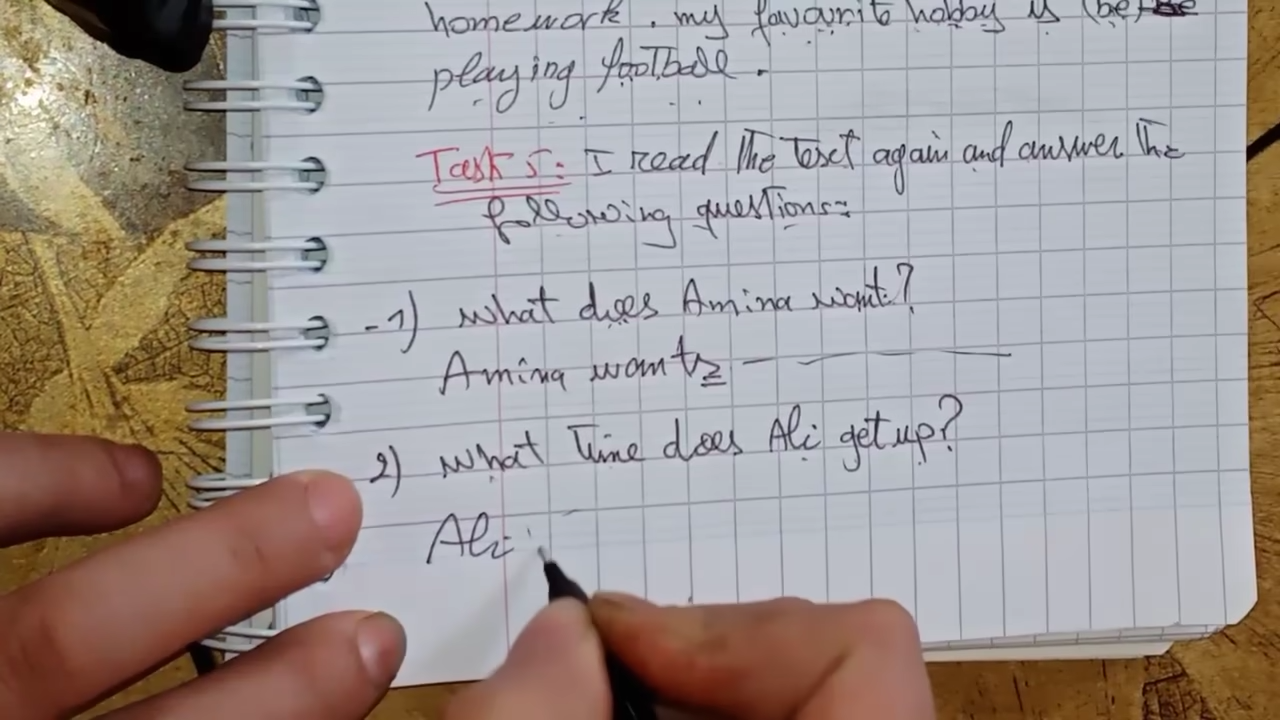 homework. my favourite hobby is (be)
playing football.
Task 5: I read the text again and answer the
following questions:
-1) What does Amina want?
Amina wants
2) What time does Ali get up?
Ali